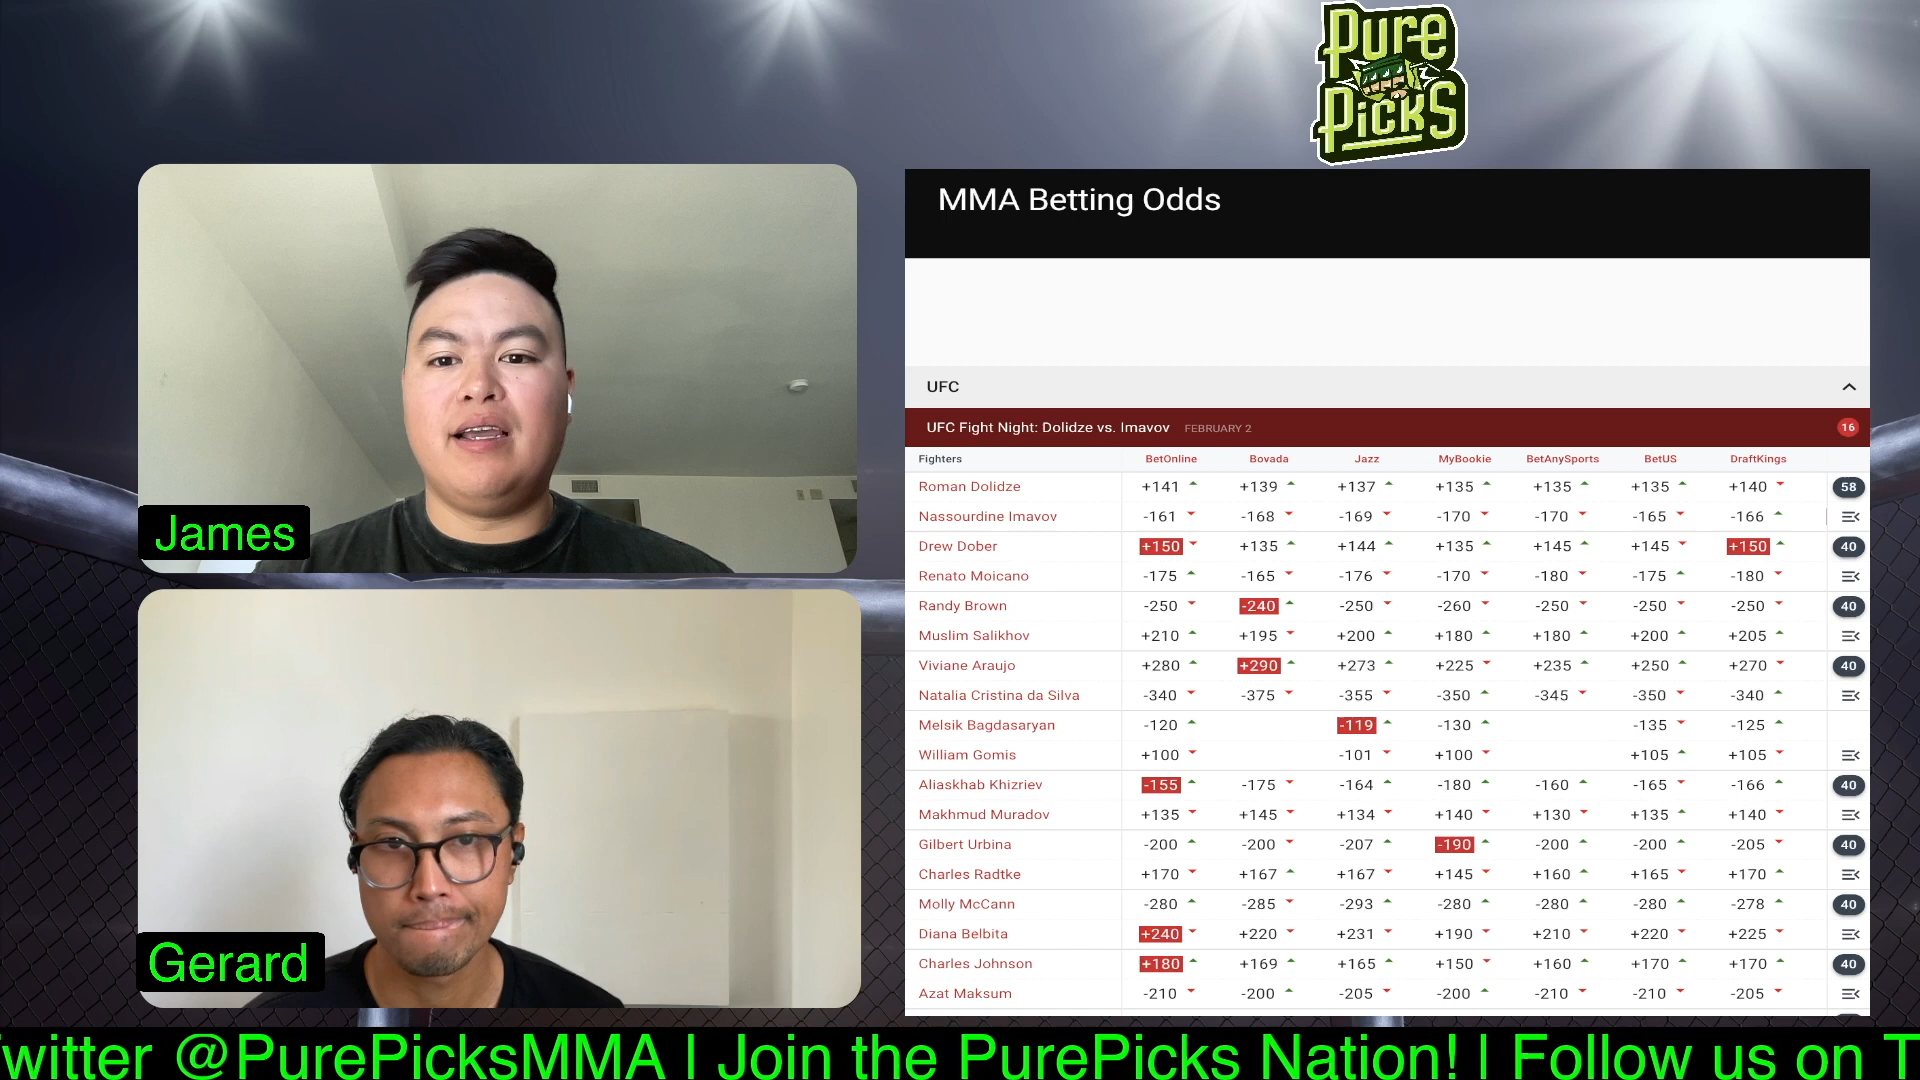 Pure
Picks
MMA Betting Odds
UFC
UFC Fight Night: Dolidze vs. Imavov FEBRUARY 2 16
Fighters BetOnline Bovada Jazz MyBookie BetAnySports BetUS DraftKings
Roman Dolidze +141 +139 +137 +135 +135 +135 +140 58
Nassourdine Imavov -161 -168 -169 -170 -170 -165 -166
Drew Dober +150 +135 +144 +135 +145 +145 +150 40
Renato Moicano -175 -165 -176 -170 -180 -175 -180
Randy Brown -250 -240 -250 -260 -250 -250 -250 40
Muslim Salikhov +210 +195 +200 +180 +180 +200 +205
Viviane Araujo +280 +290 +273 +225 +235 +250 +270 40
Natalia Cristina da Silva -340 -375 -355 -350 -345 -350 -340
Melsik Bagdasaryan -120 -119 -130 -135 -125
William Gomis +100 -101 +100 +105 +105
Aliaskhab Khizriev -155 -175 -164 -180 -160 -165 -166 40
Makhmud Muradov +135 +145 +134 +140 +130 +135 +140
Gilbert Urbina -200 -200 -207 -190 -200 -200 -205 40
Charles Radtke +170 +167 +167 +145 +160 +165 +170
Molly McCann -280 -285 -293 -280 -280 -280 -278 40
Diana Belbita +240 +220 +231 +190 +210 +220 +225
Charles Johnson +180 +169 +165 +150 +160 +170 +170 40
Azat Maksum -210 -200 -205 -200 -210 -210 -205
James
Gerard
witter @PurePicksMMA | Join the PurePicks Nation! | Follow us on T